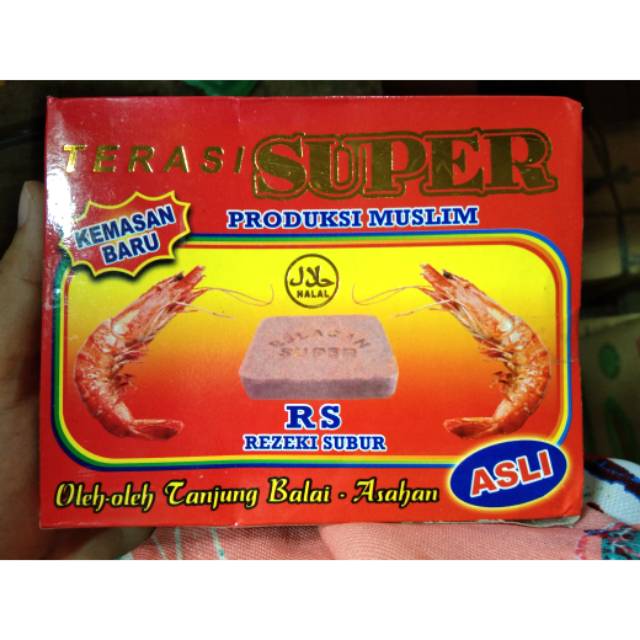 TERASI SUPER
PRODUKSI MUSLIM
KEMASAN
BARU
حلال
HALAL
BELACAN
SUPER
RS
REZEKI SUBUR
ASLI
Oleh-oleh Tanjung Balai - Asahan